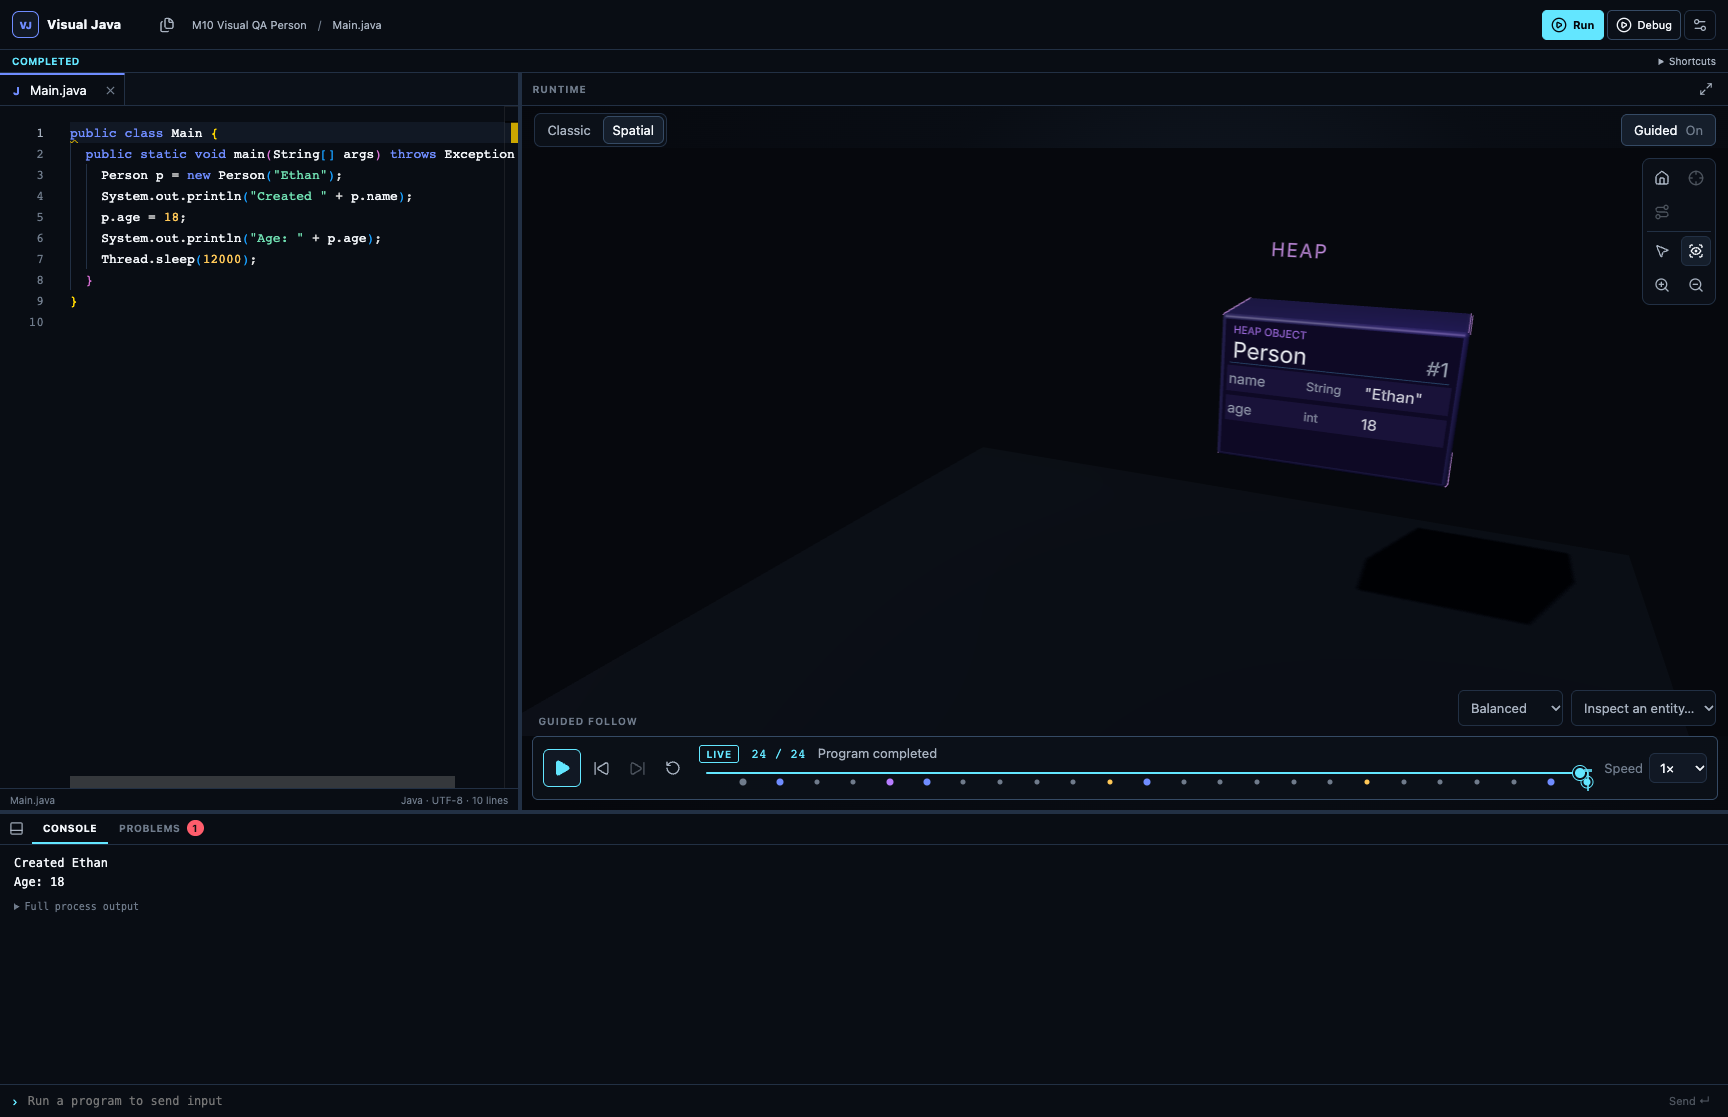 VJ Visual Java M10 Visual QA Person / Main.java Run Debug
COMPLETED Shortcuts
J Main.java
RUNTIME
Classic Spatial Guided On
1 public class Main {
2 public static void main(String[] args) throws Exception
3 Person p = new Person("Ethan");
4 System.out.println("Created " + p.name);
5 p.age = 18;
6 System.out.println("Age: " + p.age);
7 Thread.sleep(12000);
8 }
9 }
10
HEAP
HEAP OBJECT
Person #1
name String "Ethan"
age int 18
Balanced Inspect an entity...
GUIDED FOLLOW
LIVE 24 / 24 Program completed
Speed 1×
Main.java Java · UTF-8 · 10 lines
CONSOLE PROBLEMS 1
Created Ethan
Age: 18
Full process output
› Run a program to send input Send ↵